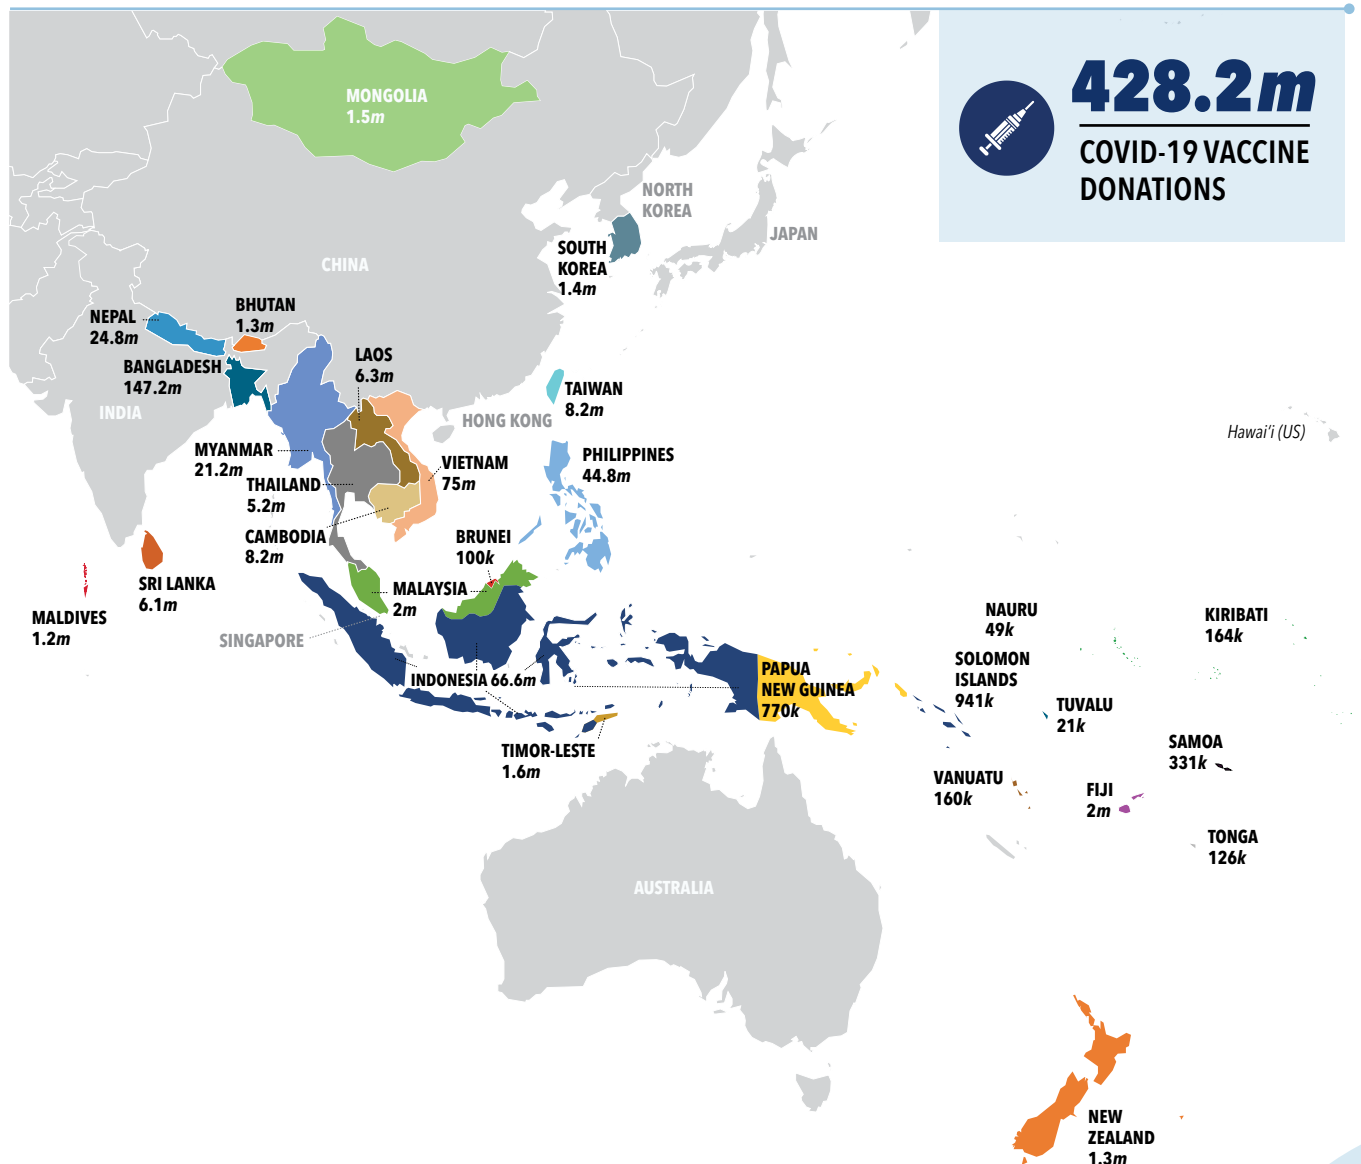 428.2m
COVID-19 VACCINE
DONATIONS
MONGOLIA
1.5m
NORTH
KOREA
JAPAN
SOUTH
KOREA
1.4m
CHINA
NEPAL
24.8m
BHUTAN
1.3m
BANGLADESH
147.2m
LAOS
6.3m
INDIA
TAIWAN
8.2m
HONG KONG
Hawai'i (US)
MYANMAR
21.2m
THAILAND
5.2m
VIETNAM
75m
PHILIPPINES
44.8m
CAMBODIA
8.2m
BRUNEI
100k
SRI LANKA
6.1m
MALDIVES
1.2m
MALAYSIA
2m
SINGAPORE
INDONESIA 66.6m
PAPUA
NEW GUINEA
770k
NAURU
49k
KIRIBATI
164k
SOLOMON
ISLANDS
941k
TUVALU
21k
TIMOR-LESTE
1.6m
SAMOA
331k
VANUATU
160k
FIJI
2m
TONGA
126k
AUSTRALIA
NEW
ZEALAND
1.3m